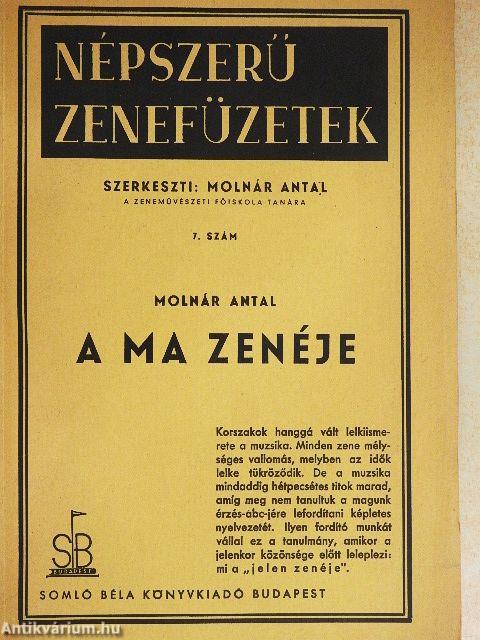 NÉPSZERŰ
ZENEFÜZETEK
SZERKESZTI: MOLNÁR ANTAL
A ZENEMŰVÉSZETI FŐISKOLA TANÁRA
7. SZÁM
MOLNÁR ANTAL
A MA ZENÉJE
Korszakok hanggá vált lelkiisme-
rete a muzsika. Minden zene mély-
séges vallomás, melyben az idők
lelke tükröződik. De a muzsika
mindaddig hétpecsétes titok marad,
amíg meg nem tanultuk a magunk
érzés-ábc-jére lefordítani képletes
nyelvezetét. Ilyen fordító munkát
vállal ez a tanulmány, amikor a
jelenkor közönsége előtt leleplezi:
mi a „jelen zenéje".
SB
BUDAPEST
SOMLÓ BÉLA KÖNYVKIADÓ BUDAPEST
Antikvárium.hu